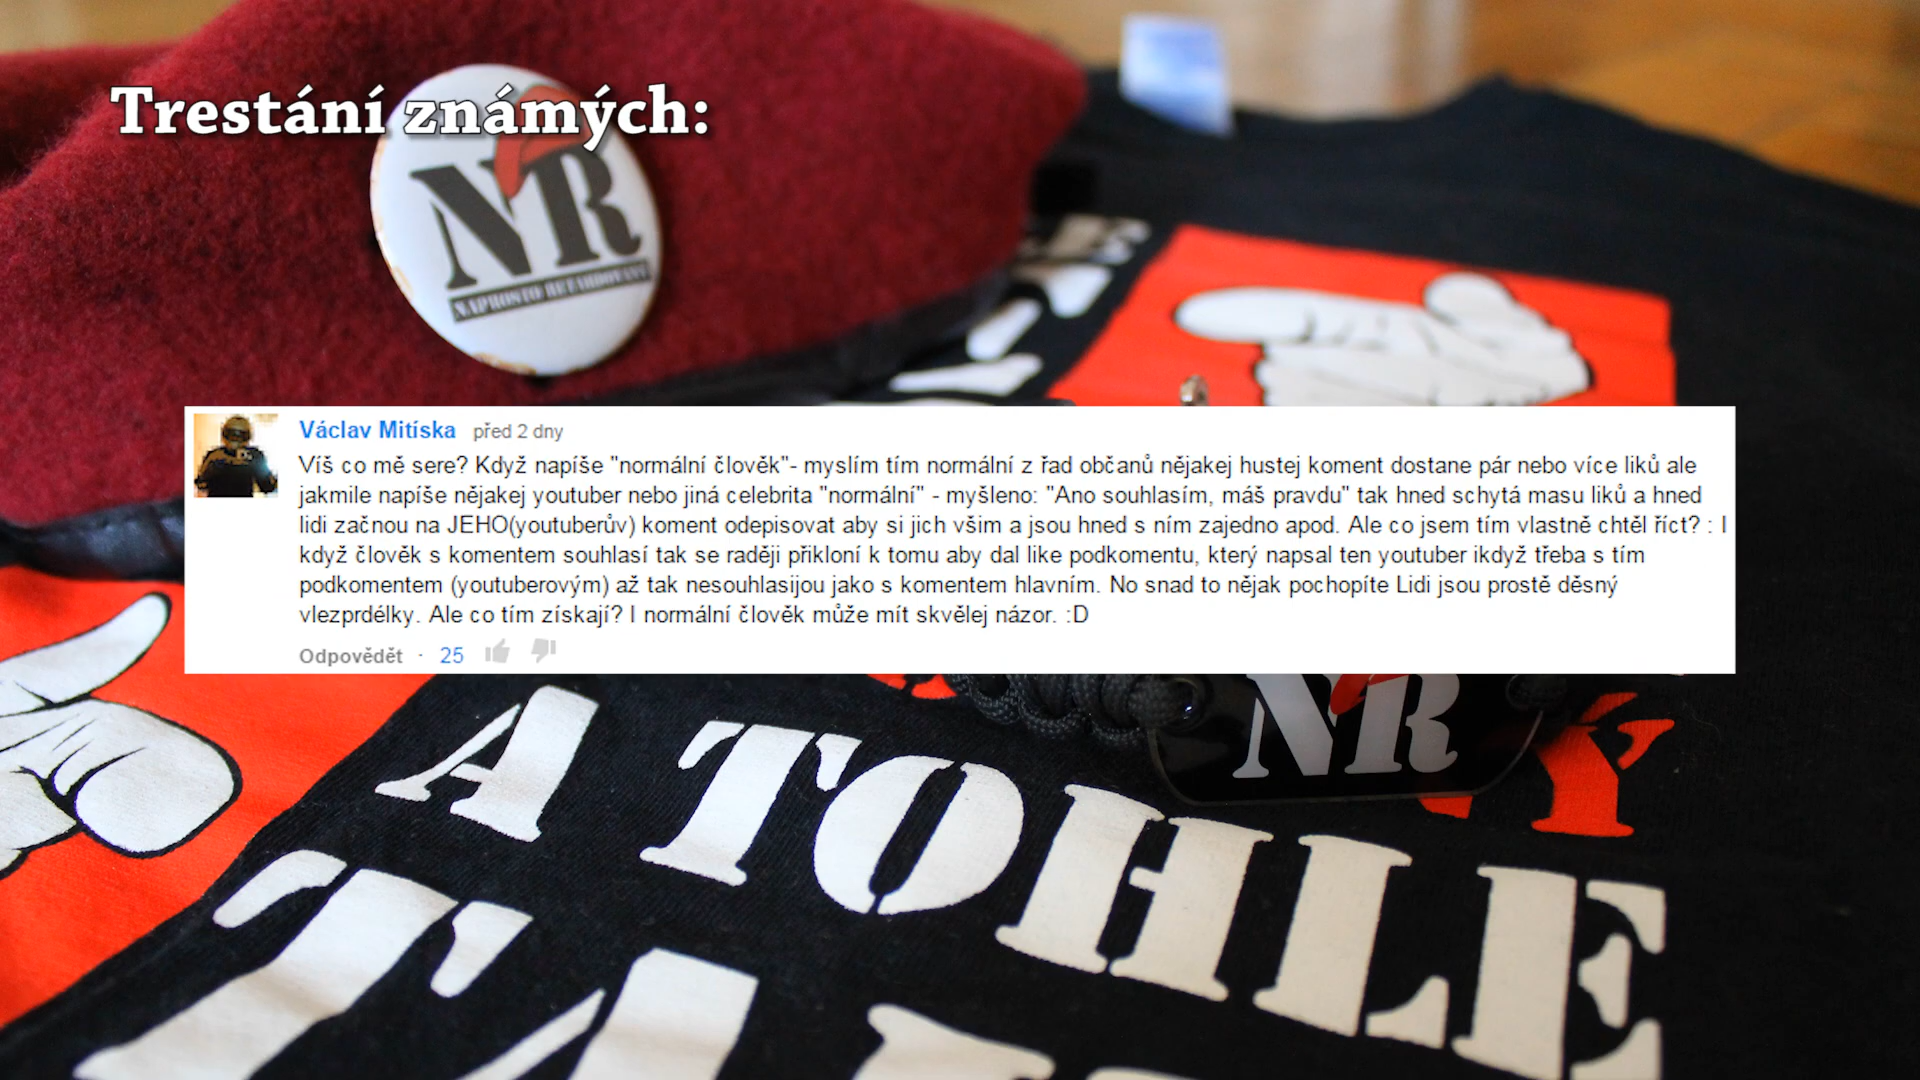 Trestání známých:
NR
NAPROSTO RETARDOVANÝ
Václav Mitíska před 2 dny
Víš co mě sere? Když napíše "normální člověk"- myslím tím normální z řad občanů nějakej hustej koment dostane pár nebo více liků ale
jakmile napíše nějakej youtuber nebo jiná celebrita "normální" - myšleno: "Ano souhlasím, máš pravdu" tak hned schytá masu liků a hned
lidi začnou na JEHO(youtuberův) koment odepisovat aby si jich všim a jsou hned s ním zajedno apod. Ale co jsem tím vlastně chtěl říct? : I
když člověk s komentem souhlasí tak se raději přikloní k tomu aby dal like podkomentu, který napsal ten youtuber ikdyž třeba s tím
podkomentem (youtuberovým) až tak nesouhlasijou jako s komentem hlavním. No snad to nějak pochopíte Lidi jsou prostě děsný
vlezprdélky. Ale co tím získají? I normální člověk může mít skvělej názor. :D
Odpovědět · 25
NR
A TOHLE